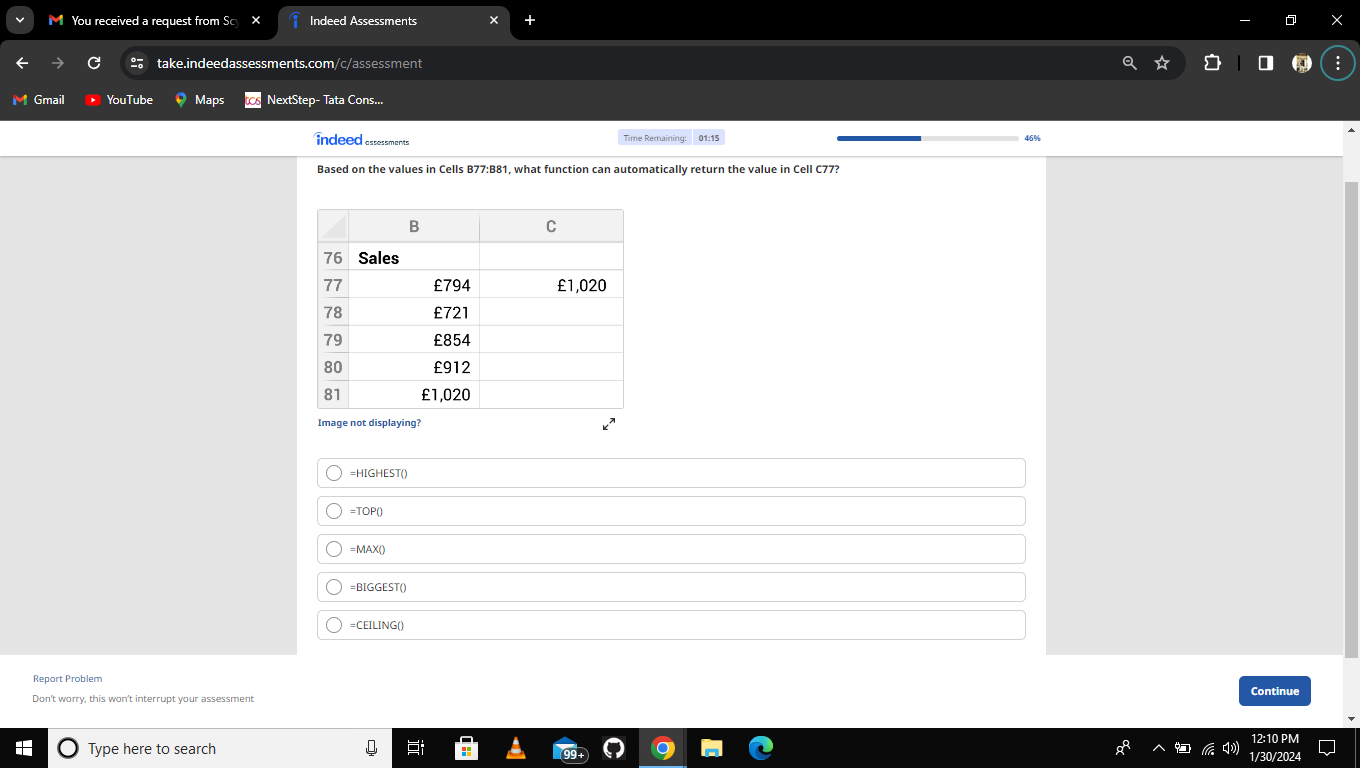 You received a request from Sc
Indeed Assessments
take.indeedassessments.com/c/assessment
Gmail
YouTube
Maps
tcs
NextStep- Tata Cons...
indeed assessments
Time Remaining: 01:15
46%
Based on the values in Cells B77:B81, what function can automatically return the value in Cell C77?
B C
76 Sales
77 £794 £1,020
78 £721
79 £854
80 £912
81 £1,020
Image not displaying?
=HIGHEST()
=TOP()
=MAX()
=BIGGEST()
=CEILING()
Report Problem
Don't worry, this won't interrupt your assessment
Continue
Type here to search
99+
12:10 PM
1/30/2024